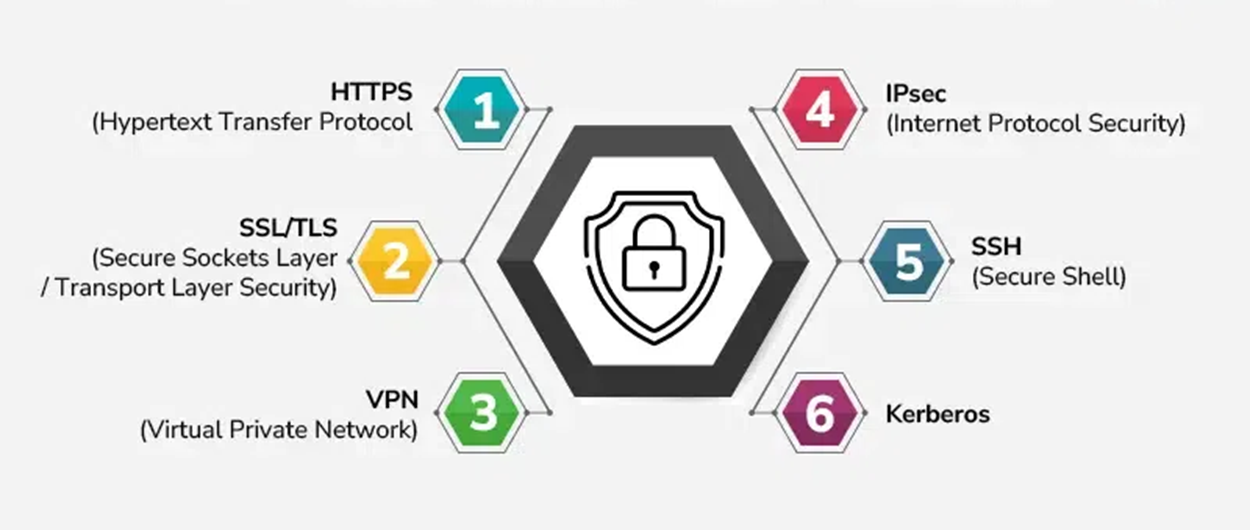 1
HTTPS
(Hypertext Transfer Protocol
2
SSL/TLS
(Secure Sockets Layer
/ Transport Layer Security)
3
VPN
(Virtual Private Network)
4
IPsec
(Internet Protocol Security)
5
SSH
(Secure Shell)
6
Kerberos